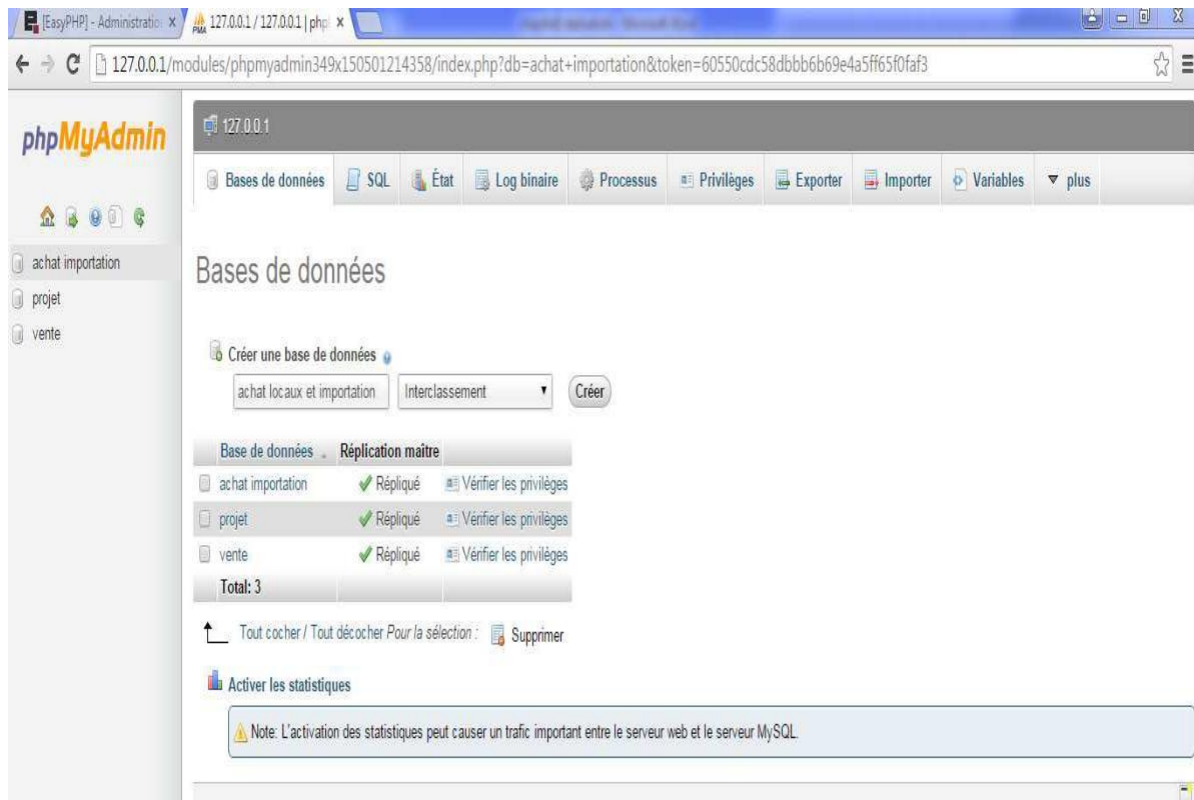 [EasyPHP] - Administratio
127.0.0.1 / 127.0.0.1 | php
127.0.0.1/modules/phpmyadmin349x150501214358/index.php?db=achat+importation&token=60550cdc58dbbb6b69e4a5ff65f0faf3
phpMyAdmin
127.0.0.1
Bases de données SQL État Log binaire Processus Privilèges Exporter Importer Variables plus
achat importation
projet
vente
Bases de données
Créer une base de données
achat locaux et importation Interclassement Créer
Base de données Réplication maître
achat importation Répliqué Vérifier les privilèges
projet Répliqué Vérifier les privilèges
vente Répliqué Vérifier les privilèges
Total: 3
Tout cocher / Tout décocher Pour la sélection : Supprimer
Activer les statistiques
Note: L'activation des statistiques peut causer un trafic important entre le serveur web et le serveur MySQL.